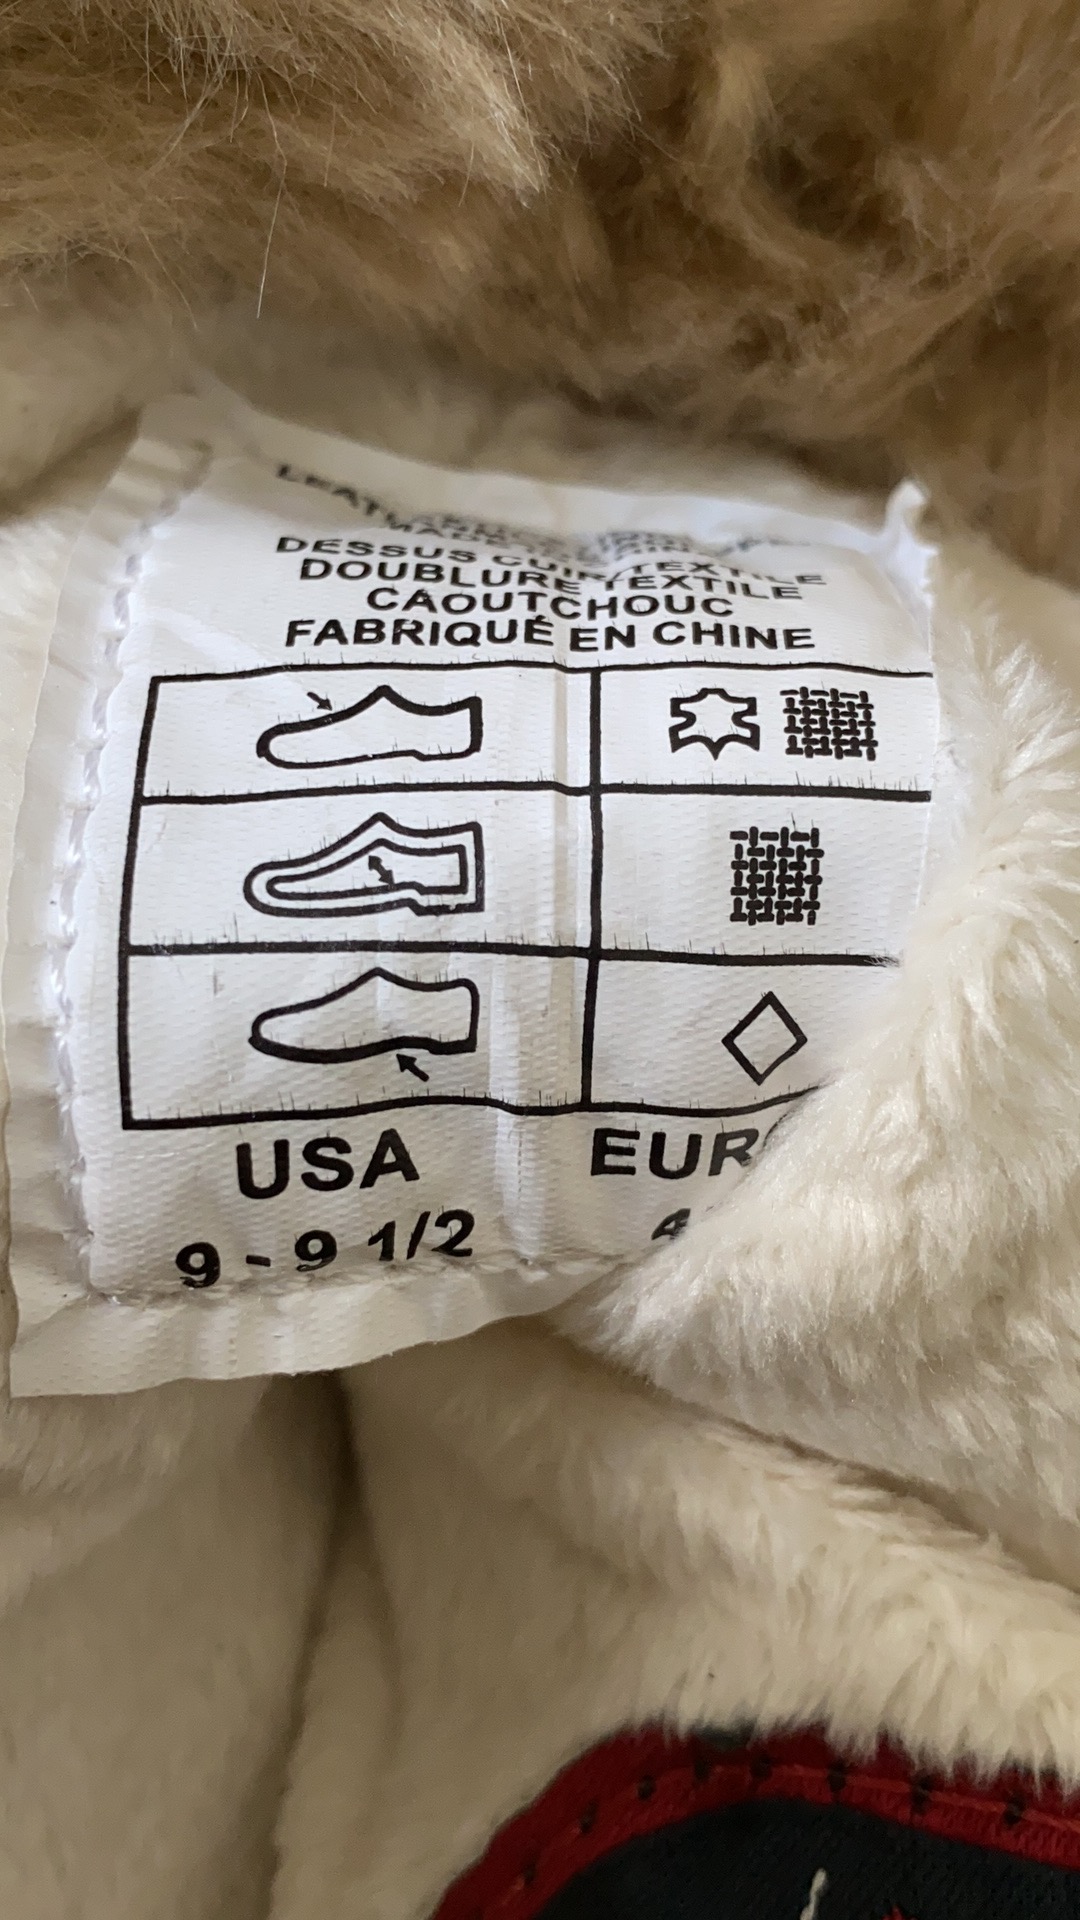 DESSUS CUIR/TEXTILE
DOUBLURE TEXTILE
CAOUTCHOUC
FABRIQUÉ EN CHINE
USA
9 - 9 1/2